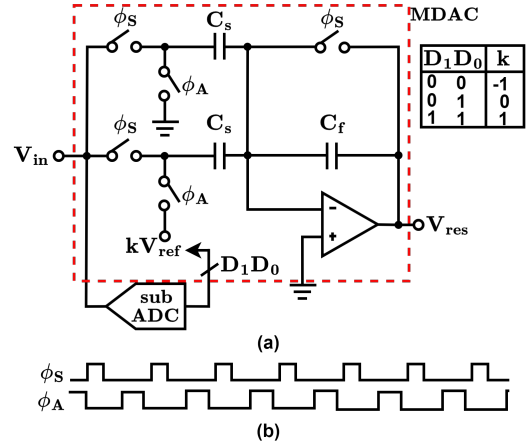 MDAC
ϕS Cs ϕS
D1D0 k
ϕA
0 0 -1
0 1 0
1 1 1
ϕS Cs Cf
Vin
ϕA
kVref
Vres
D1D0
sub
ADC
(a)
ϕS
ϕA
(b)